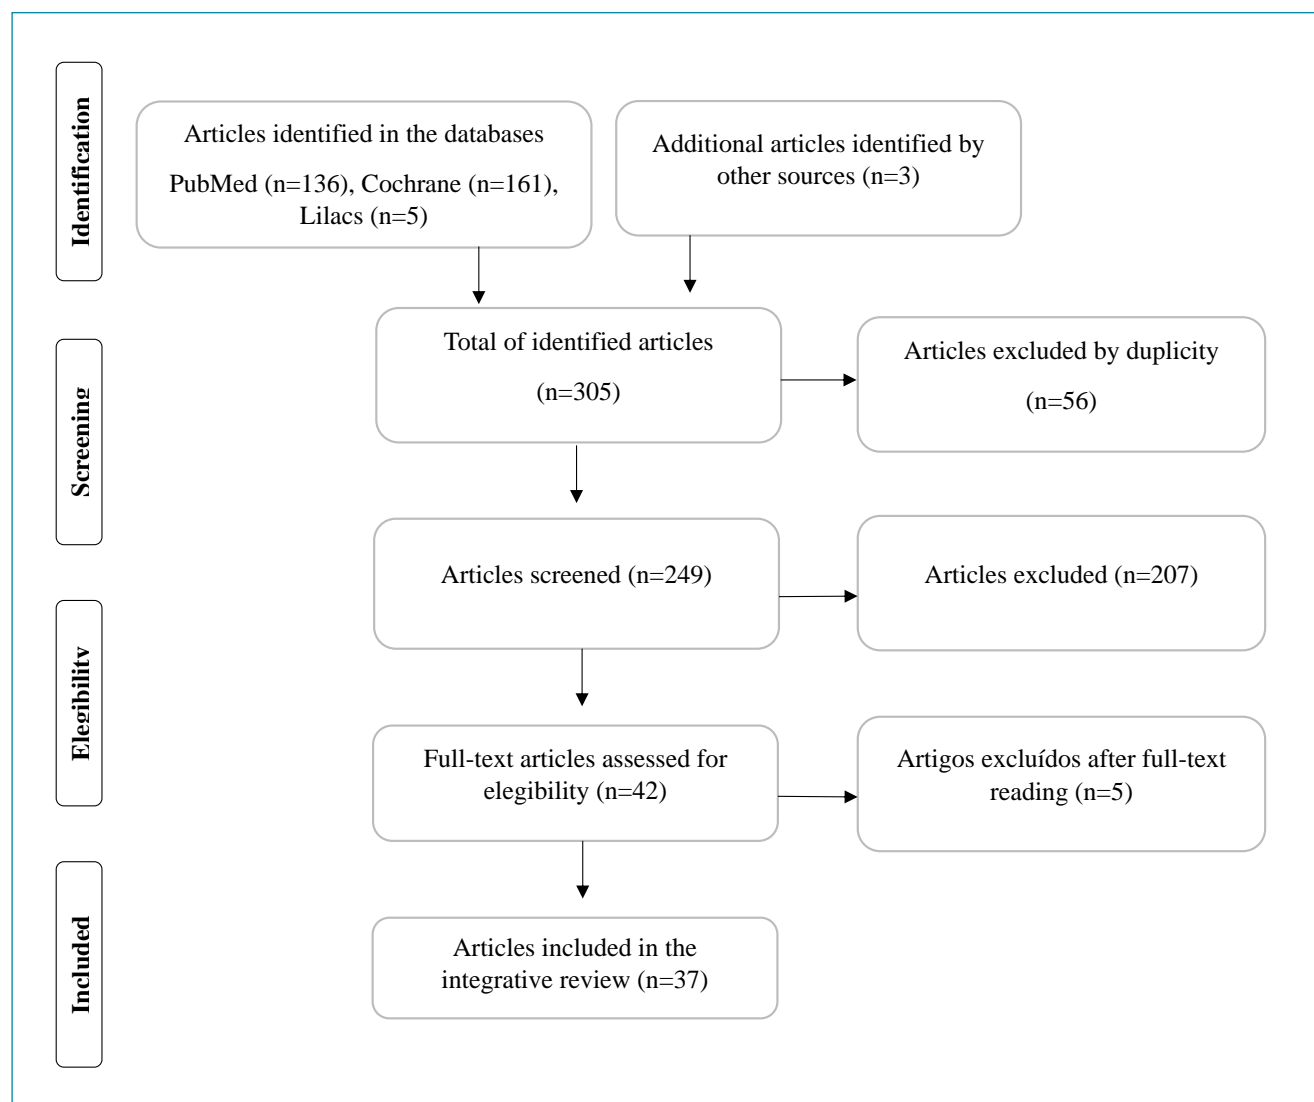 Identification
Articles identified in the databases
PubMed (n=136), Cochrane (n=161),
Lilacs (n=5)
Additional articles identified by
other sources (n=3)
Screening
Total of identified articles
(n=305)
Articles excluded by duplicity
(n=56)
Articles screened (n=249)
Articles excluded (n=207)
Elegibility
Full-text articles assessed for
elegibility (n=42)
Artigos excluídos after full-text
reading (n=5)
Included
Articles included in the
integrative review (n=37)